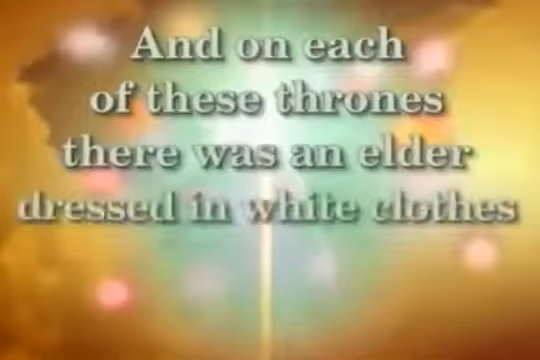 And on each
of these thrones
there was an elder
dressed in white clothes